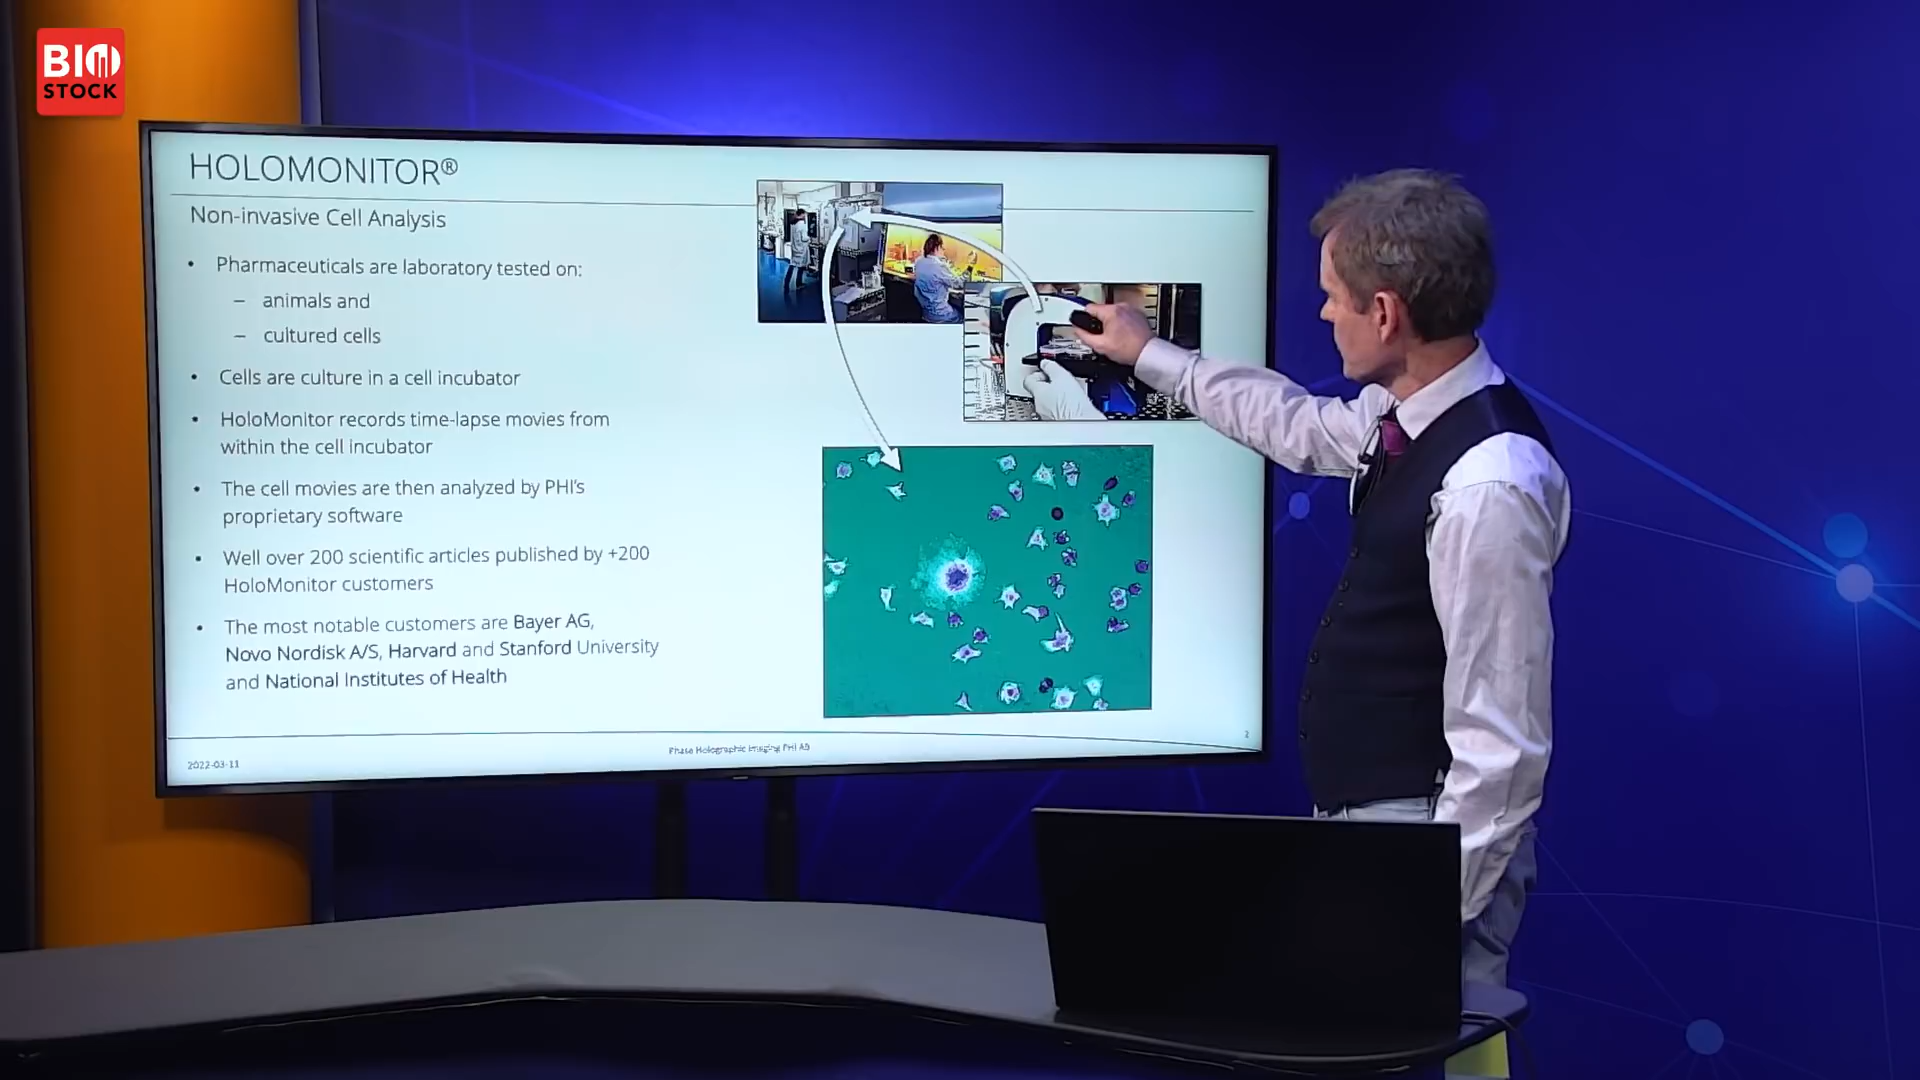 BIO
STOCK
HOLOMONITOR®
Non-invasive Cell Analysis
• Pharmaceuticals are laboratory tested on:
– animals and
– cultured cells
• Cells are culture in a cell incubator
• HoloMonitor records time-lapse movies from
within the cell incubator
• The cell movies are then analyzed by PHI's
proprietary software
• Well over 200 scientific articles published by +200
HoloMonitor customers
• The most notable customers are Bayer AG,
Novo Nordisk A/S, Harvard and Stanford University
and National Institutes of Health
2022-03-11
Phase Holographic Imaging PHI AB
2